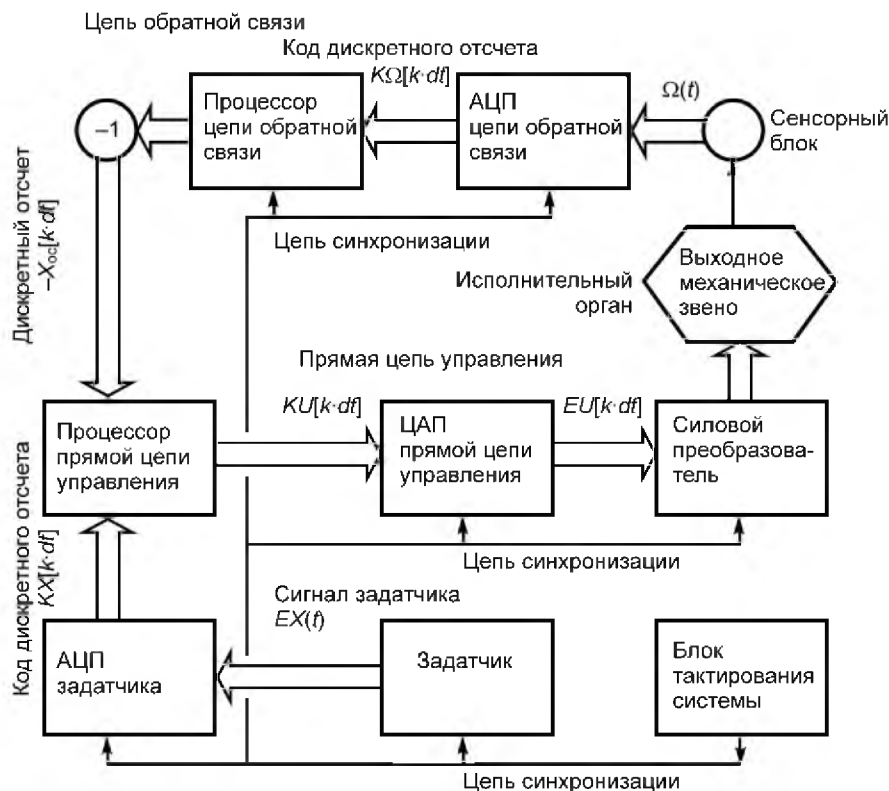 Цепь обратной связи
Код дискретного отсчета
KΩ[k·dt]
Ω(t)
–1
Процессор
цепи обратной
связи
АЦП
цепи обратной
связи
Сенсорный
блок
Дискретный отсчет
–Xос[k·dt]
Цепь синхронизации
Исполнительный
орган
Выходное
механическое
звено
Прямая цепь управления
KU[k·dt]
EU[k·dt]
Процессор
прямой цепи
управления
ЦАП
прямой цепи
управления
Силовой
преобразова-
тель
Код дискретного отсчета
KX[k·dt]
Цепь синхронизации
Сигнал задатчика
EX(t)
АЦП
задатчика
Задатчик
Блок
тактирования
системы
Цепь синхронизации